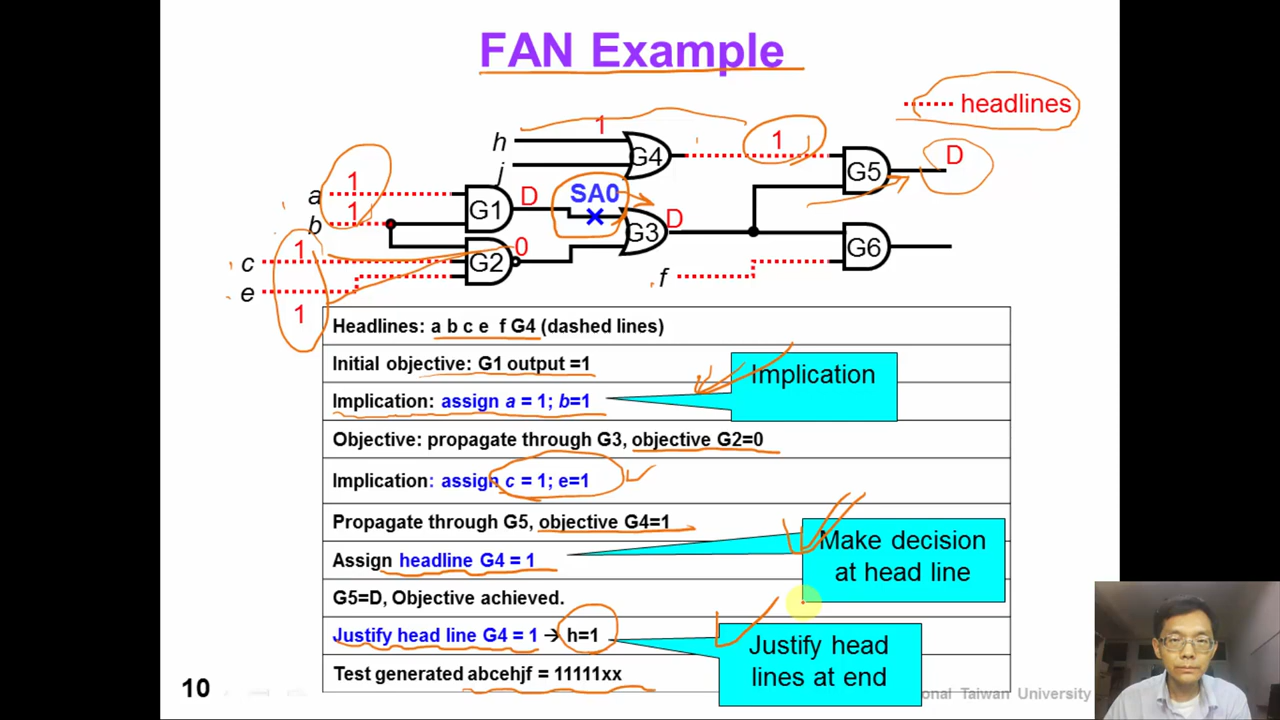 FAN Example
headlines
h
1
G4
1
G5
D
j
a
1
G1
D
SA0
G3
D
b
1
G2
0
G6
c
1
f
e
1
Headlines: a b c e f G4 (dashed lines)
Initial objective: G1 output =1
Implication
Implication: assign a = 1; b=1
Objective: propagate through G3, objective G2=0
Implication: assign c = 1; e=1
Propagate through G5, objective G4=1
Make decision
at head line
Assign headline G4 = 1
G5=D, Objective achieved.
Justify head line G4 = 1 → h=1
Justify head
lines at end
Test generated abcehjf = 11111xx
10
Taiwan University